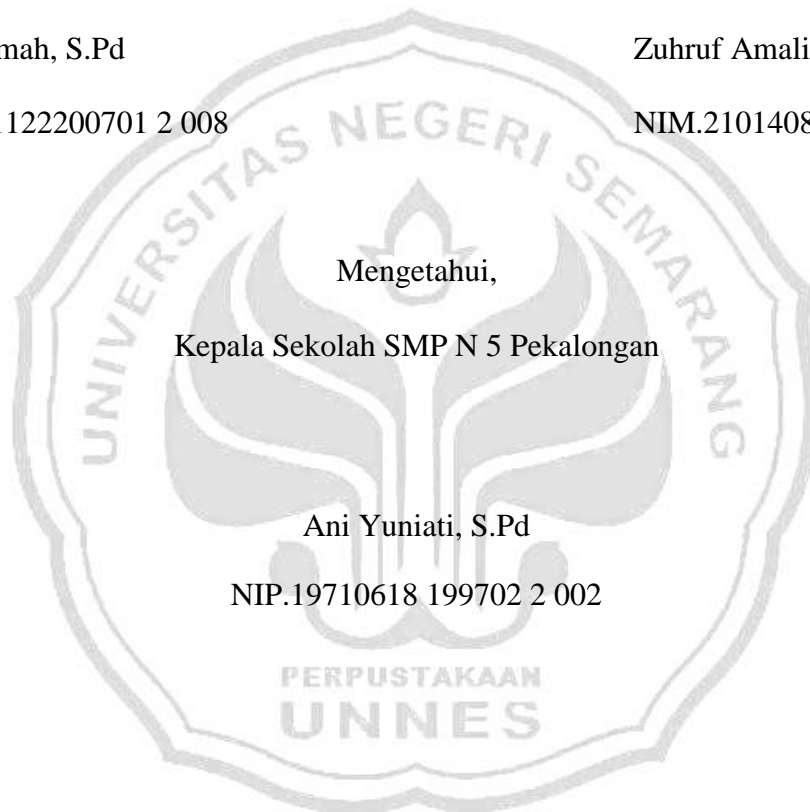 mah, S.Pd
Zuhruf Amali
122200701 2 008
NIM.2101408
UNIVERSITAS NEGERI SEMARANG
Mengetahui,
Kepala Sekolah SMP N 5 Pekalongan
Ani Yuniati, S.Pd
NIP.19710618 199702 2 002
PERPUSTAKAAN
UNNES